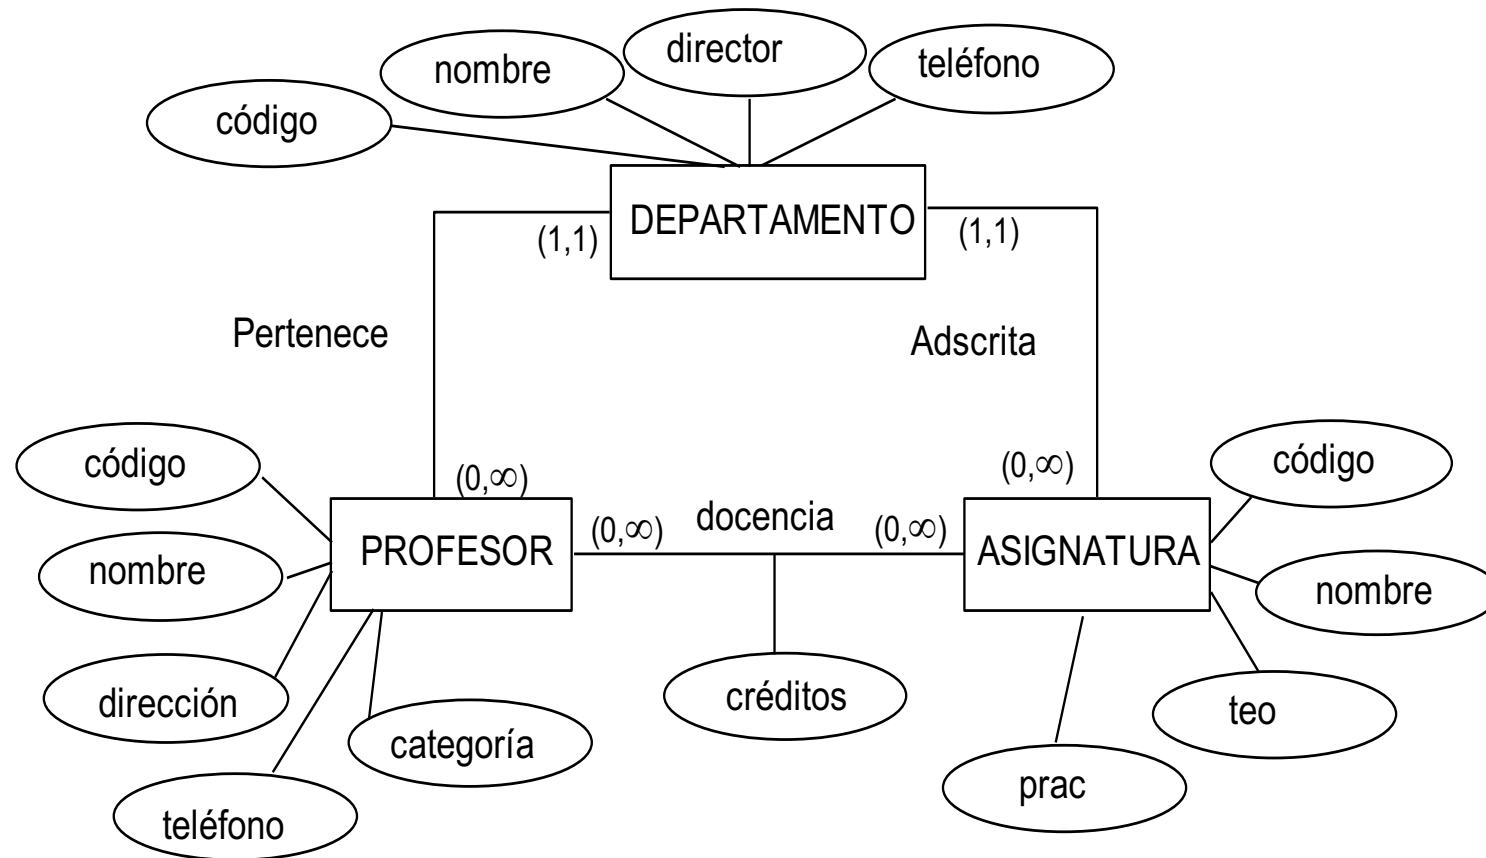 director
nombre
teléfono
código
DEPARTAMENTO
(1,1)
(1,1)
Pertenece
Adscrita
código
(0,∞)
(0,∞)
código
docencia
(0,∞)
(0,∞)
PROFESOR
ASIGNATURA
nombre
nombre
dirección
créditos
teo
categoría
prac
teléfono